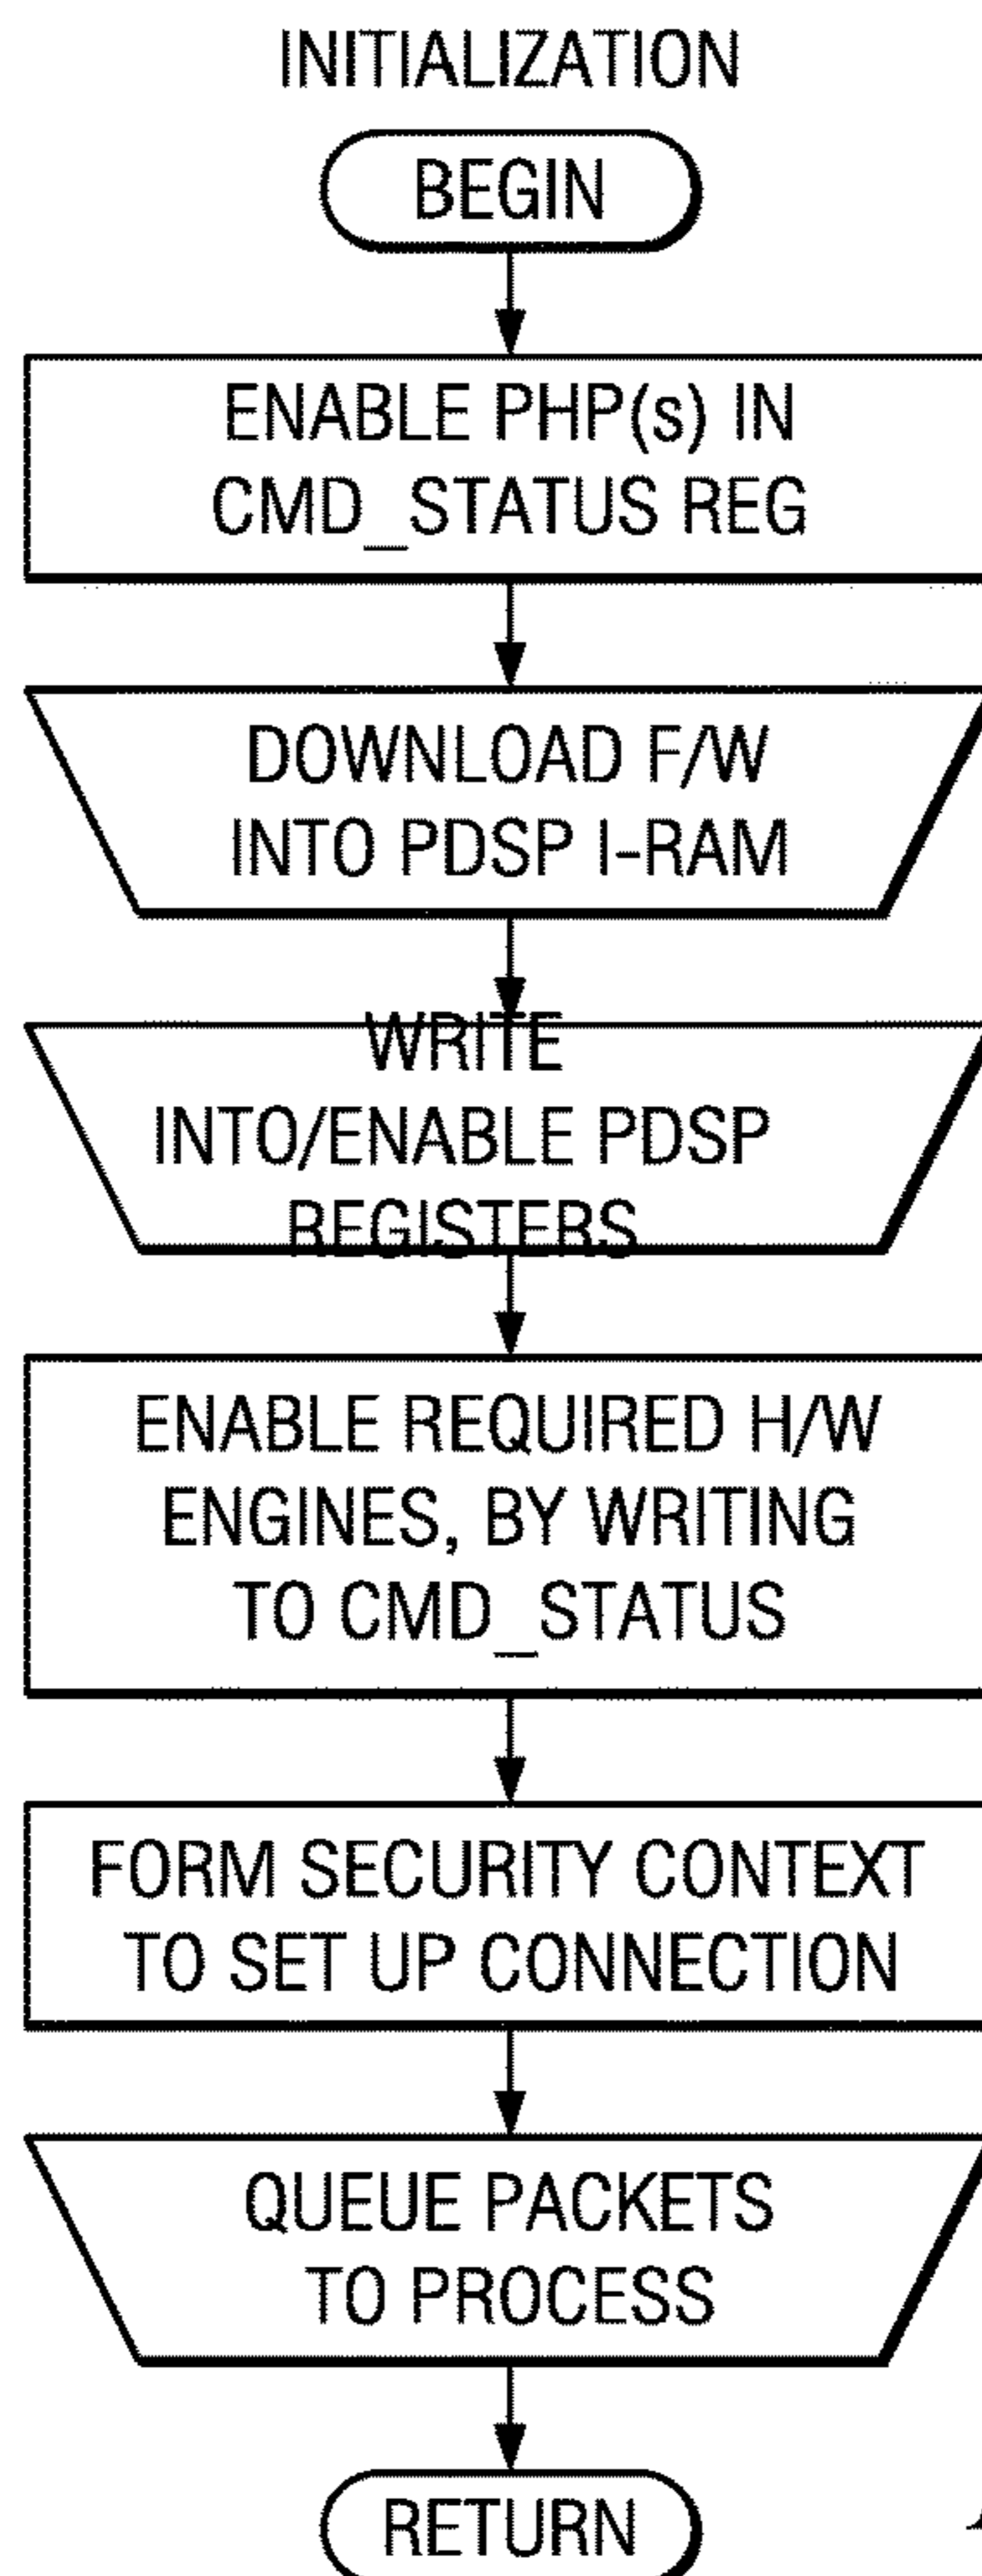 INITIALIZATION
BEGIN
ENABLE PHP(s) IN
CMD_STATUS REG
DOWNLOAD F/W
INTO PDSP I-RAM
WRITE
INTO/ENABLE PDSP
REGISTERS
ENABLE REQUIRED H/W
ENGINES, BY WRITING
TO CMD_STATUS
FORM SECURITY CONTEXT
TO SET UP CONNECTION
QUEUE PACKETS
TO PROCESS
RETURN